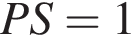 PS = 1